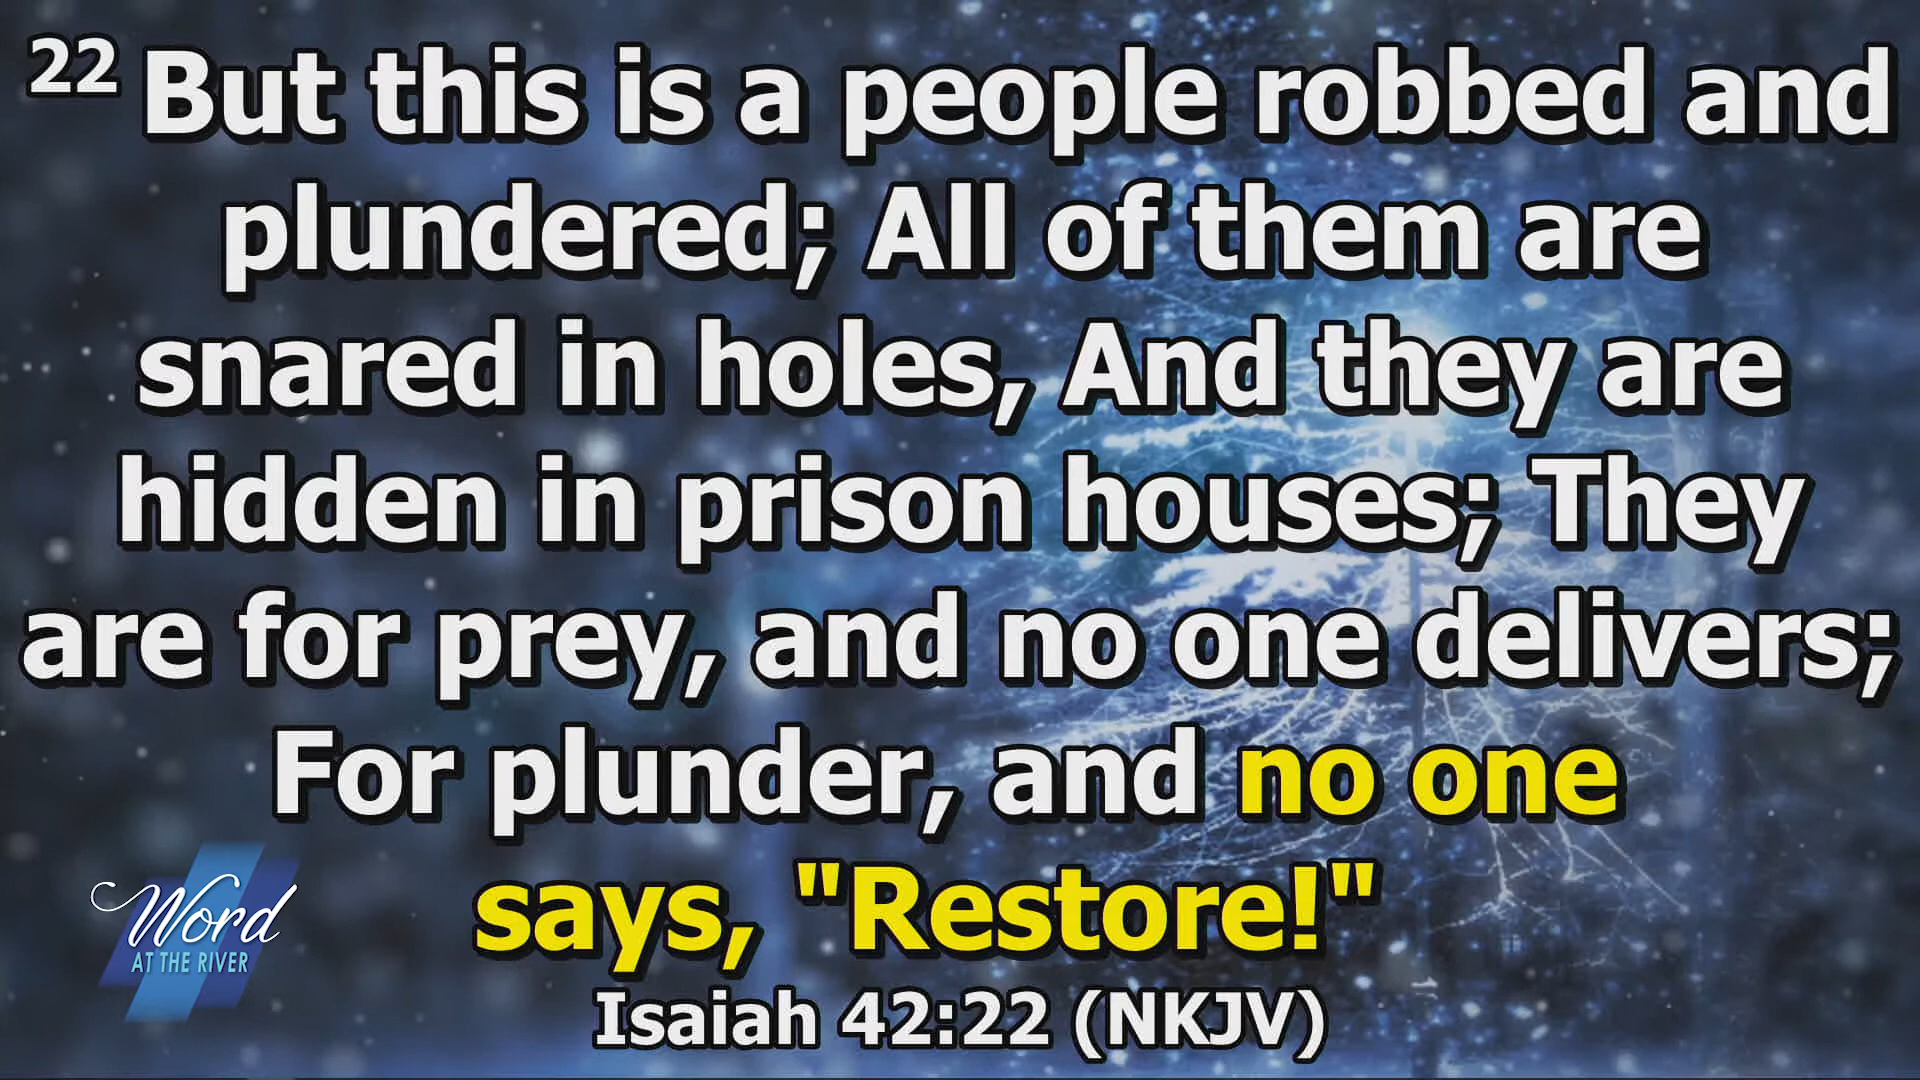 22 But this is a people robbed and
plundered; All of them are
snared in holes, And they are
hidden in prison houses; They
are for prey, and no one delivers;
For plunder, and no one
says, "Restore!"
Isaiah 42:22 (NKJV)
Word
AT THE RIVER